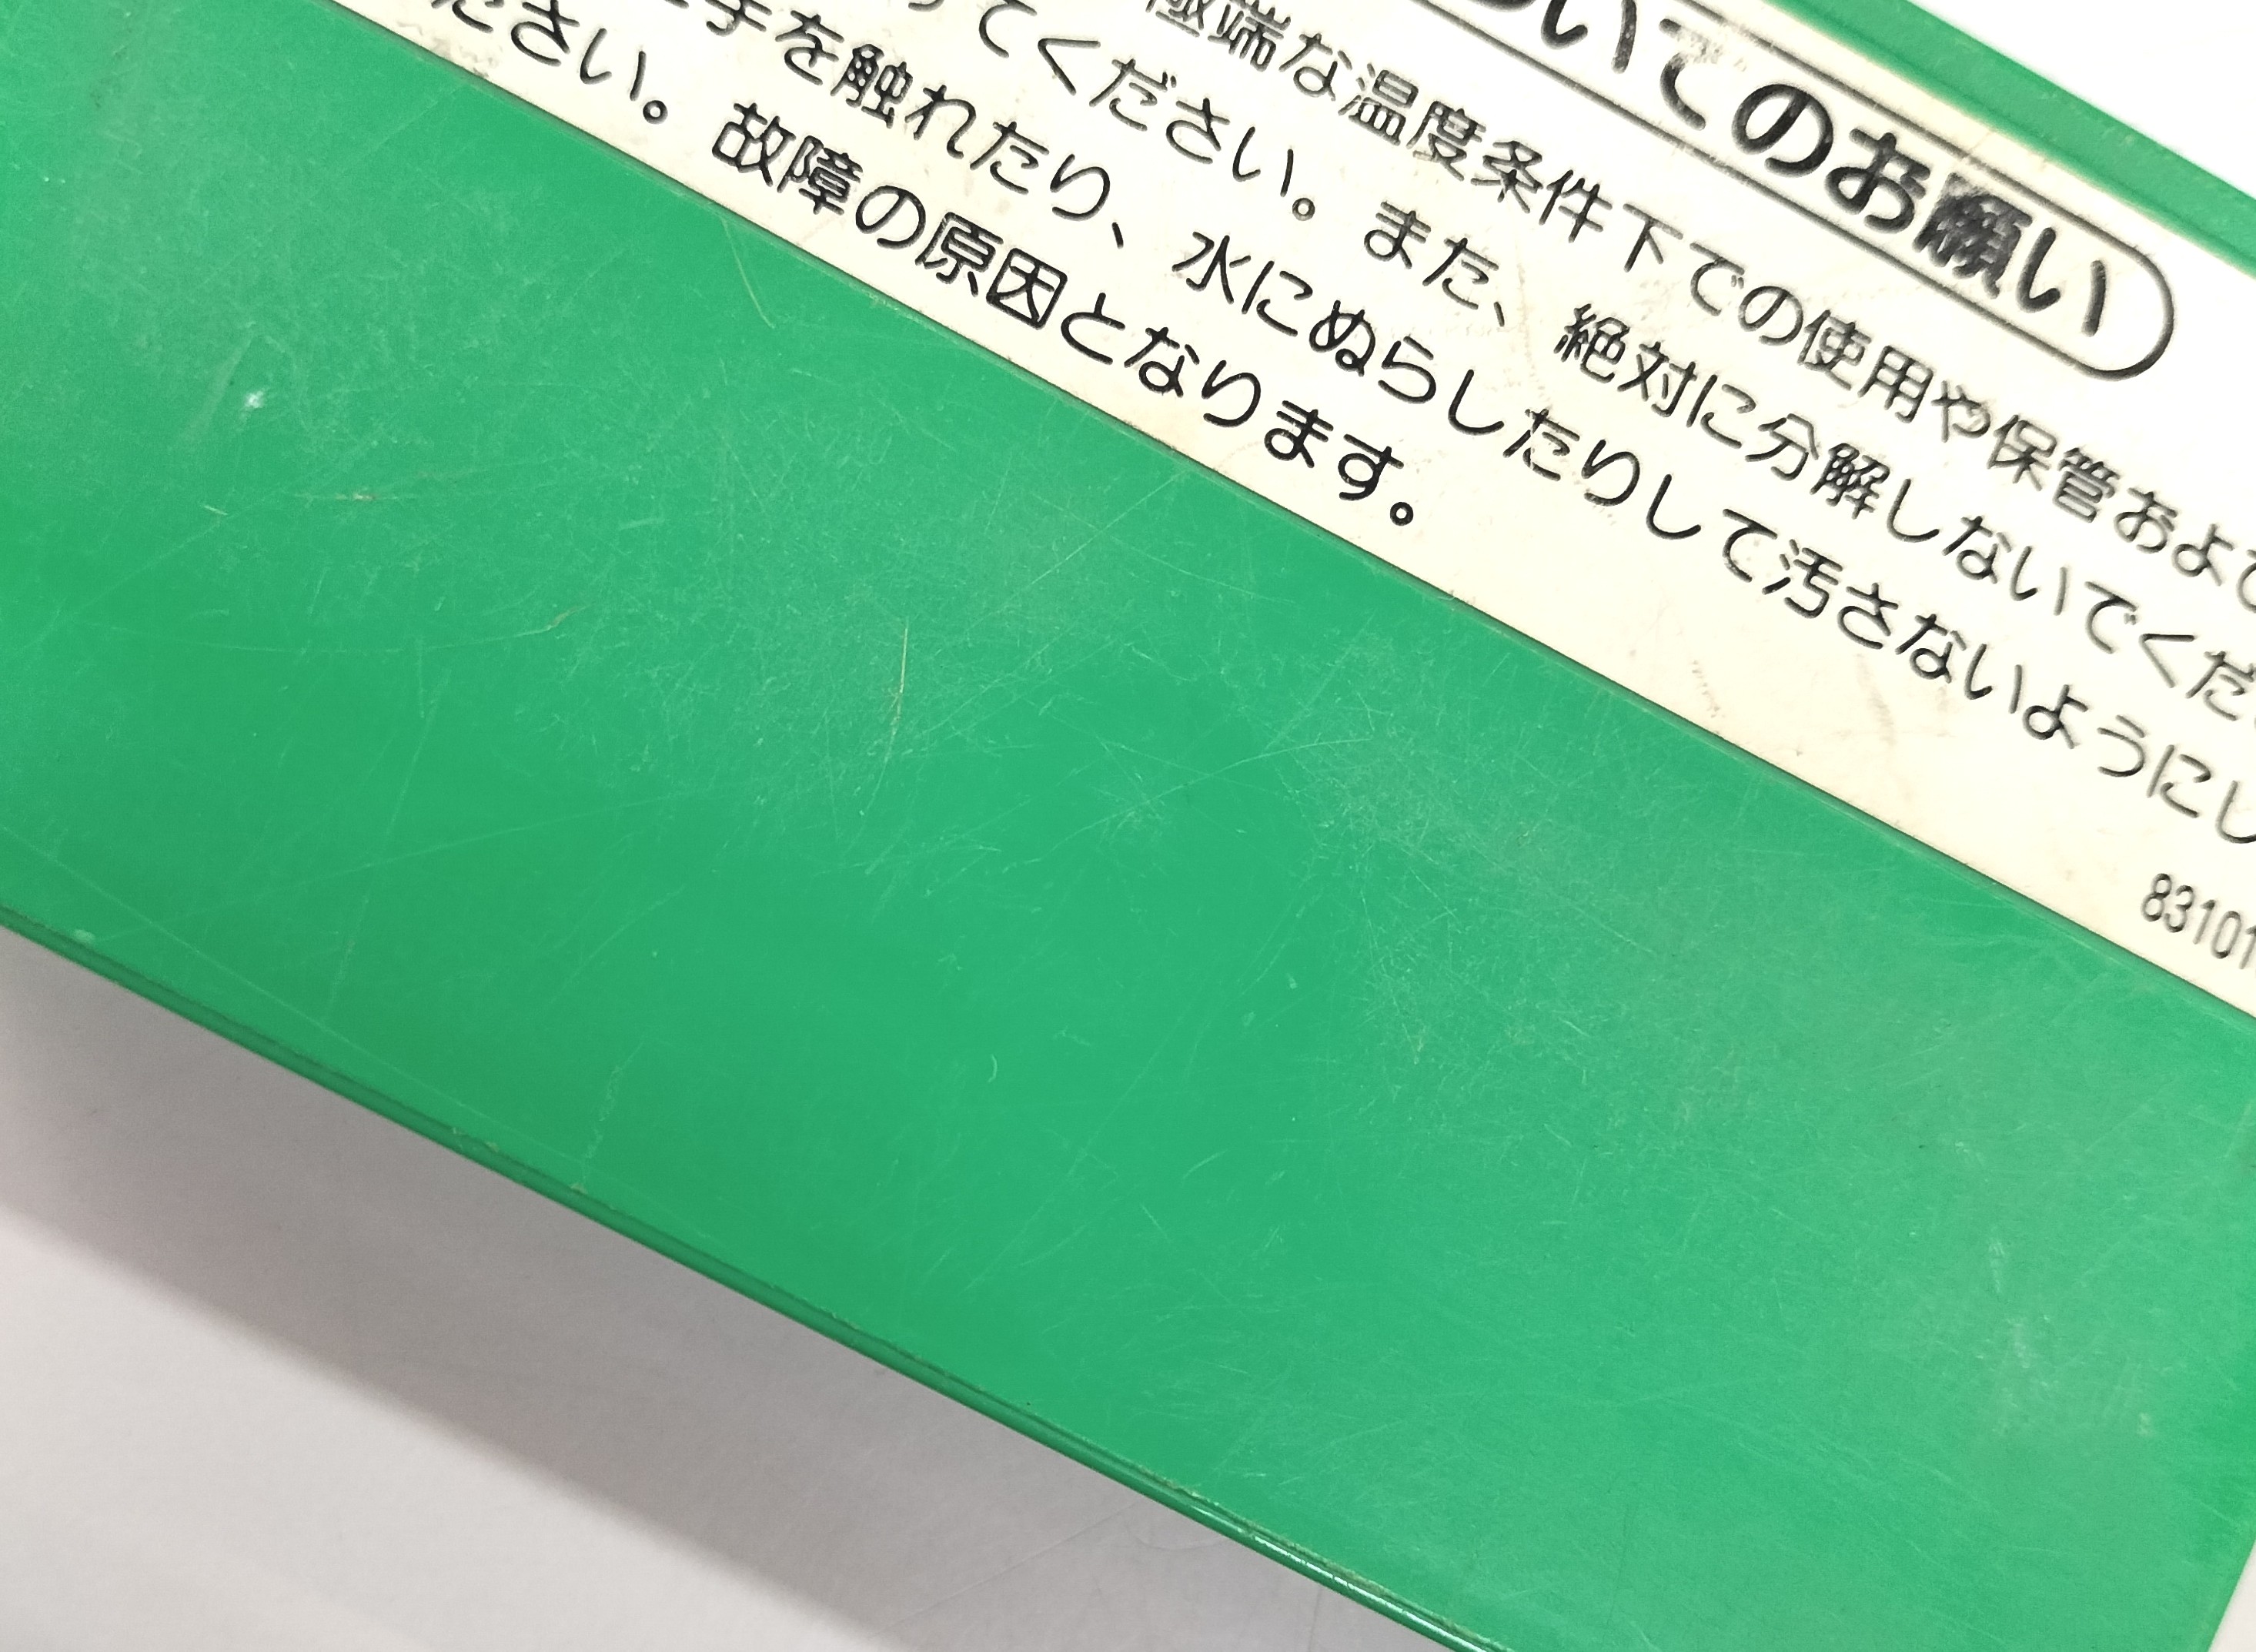 いてのお願い
極端な温度条件下での使用や保管およ
てください。また、絶対に分解しないでくだ
手を触れたり、水にぬらしたりして汚さないようにし
ださい。故障の原因となります。
83101